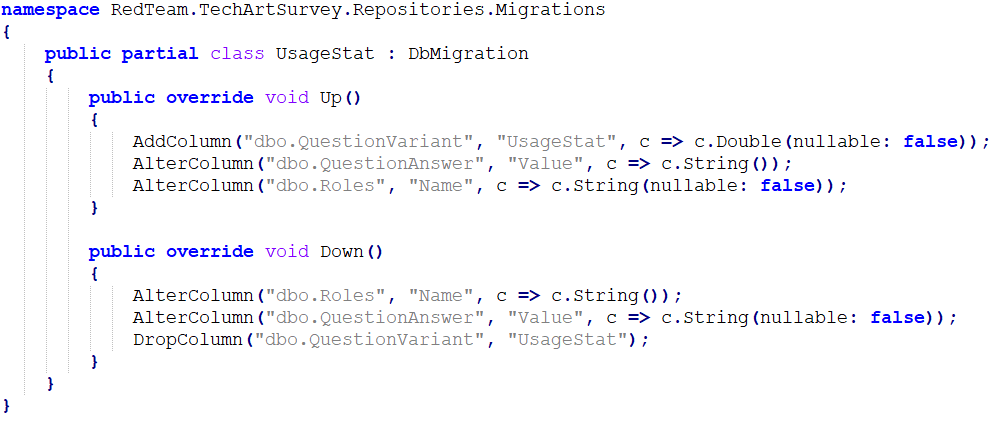 namespace RedTeam.TechArtSurvey.Repositories.Migrations
{
    public partial class UsageStat : DbMigration
    {
        public override void Up()
        {
            AddColumn("dbo.QuestionVariant", "UsageStat", c => c.Double(nullable: false));
            AlterColumn("dbo.QuestionAnswer", "Value", c => c.String());
            AlterColumn("dbo.Roles", "Name", c => c.String(nullable: false));
        }

        public override void Down()
        {
            AlterColumn("dbo.Roles", "Name", c => c.String());
            AlterColumn("dbo.QuestionAnswer", "Value", c => c.String(nullable: false));
            DropColumn("dbo.QuestionVariant", "UsageStat");
        }
    }
}